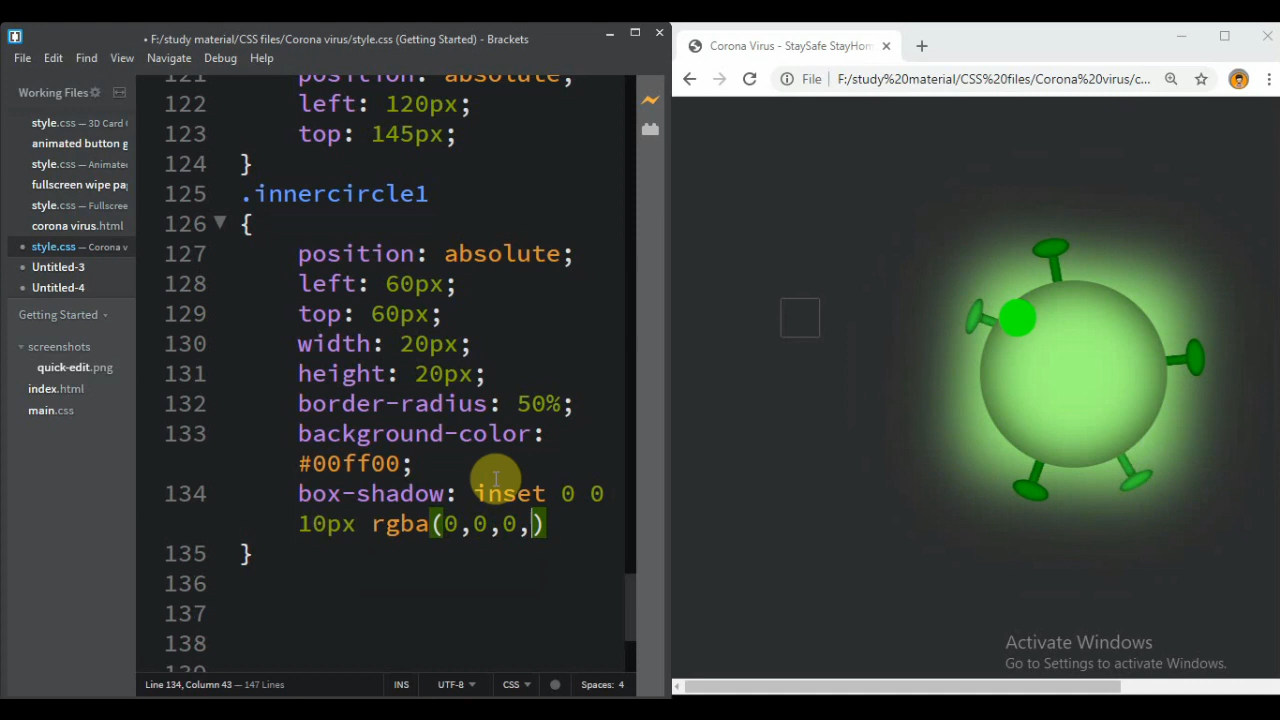 • F:/study material/CSS files/Corona virus/style.css (Getting Started) - Brackets
File Edit Find View Navigate Debug Help
Working Files
style.css — 3D Card
animated button g
style.css — Animate
fullscreen wipe pa
style.css — Fullscree
corona virus.html
• style.css — Corona v
• Untitled-3
• Untitled-4
Getting Started
screenshots
quick-edit.png
index.html
main.css
121 position: absolute;
122 left: 120px;
123 top: 145px;
124 }
125 .innercircle1
126 {
127 position: absolute;
128 left: 60px;
129 top: 60px;
130 width: 20px;
131 height: 20px;
132 border-radius: 50%;
133 background-color:
#00ff00;
134 box-shadow: inset 0 0
10px rgba(0,0,0,)
135 }
136
137
138
139
Line 134, Column 43 — 147 Lines
INS UTF-8 CSS Spaces: 4
Corona Virus - StaySafe StayHom
File F:/study%20material/CSS%20files/Corona%20virus/c...
Activate Windows
Go to Settings to activate Windows.